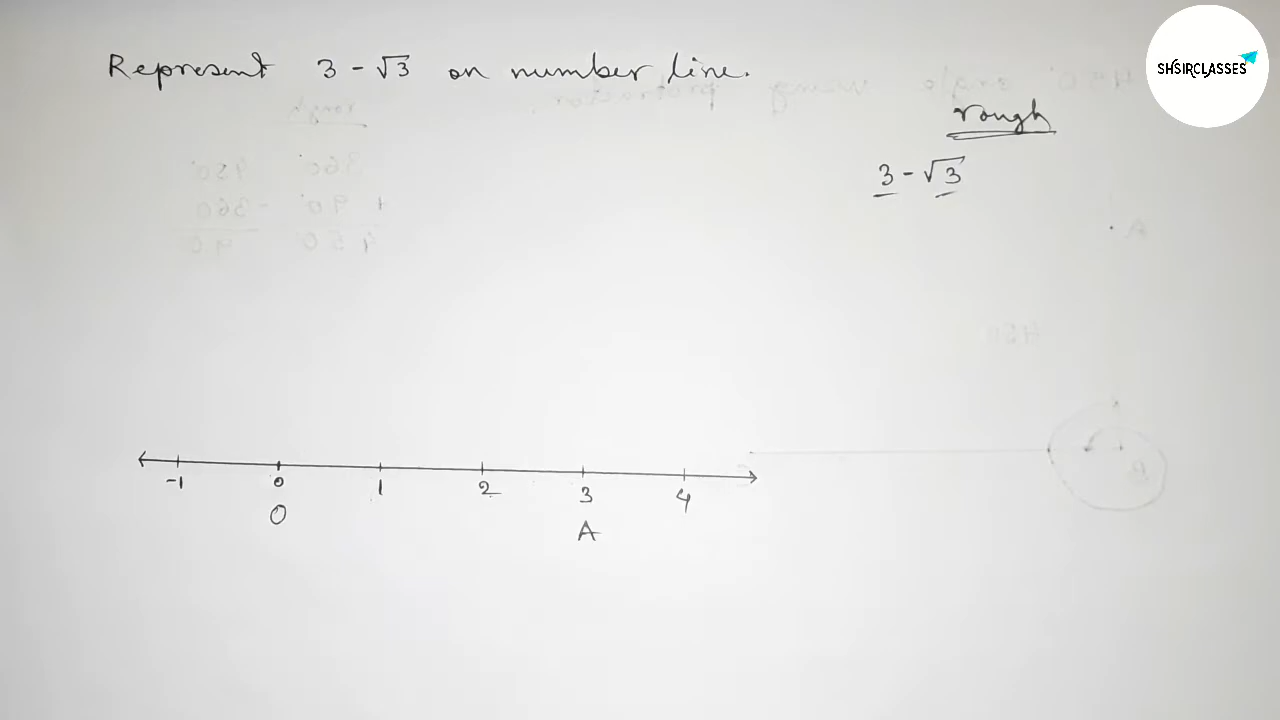 Represent 3 - √3 on number line.
SHSIRCLASSES
rough
3 - √3
-1 0 1 2 3 4
O A